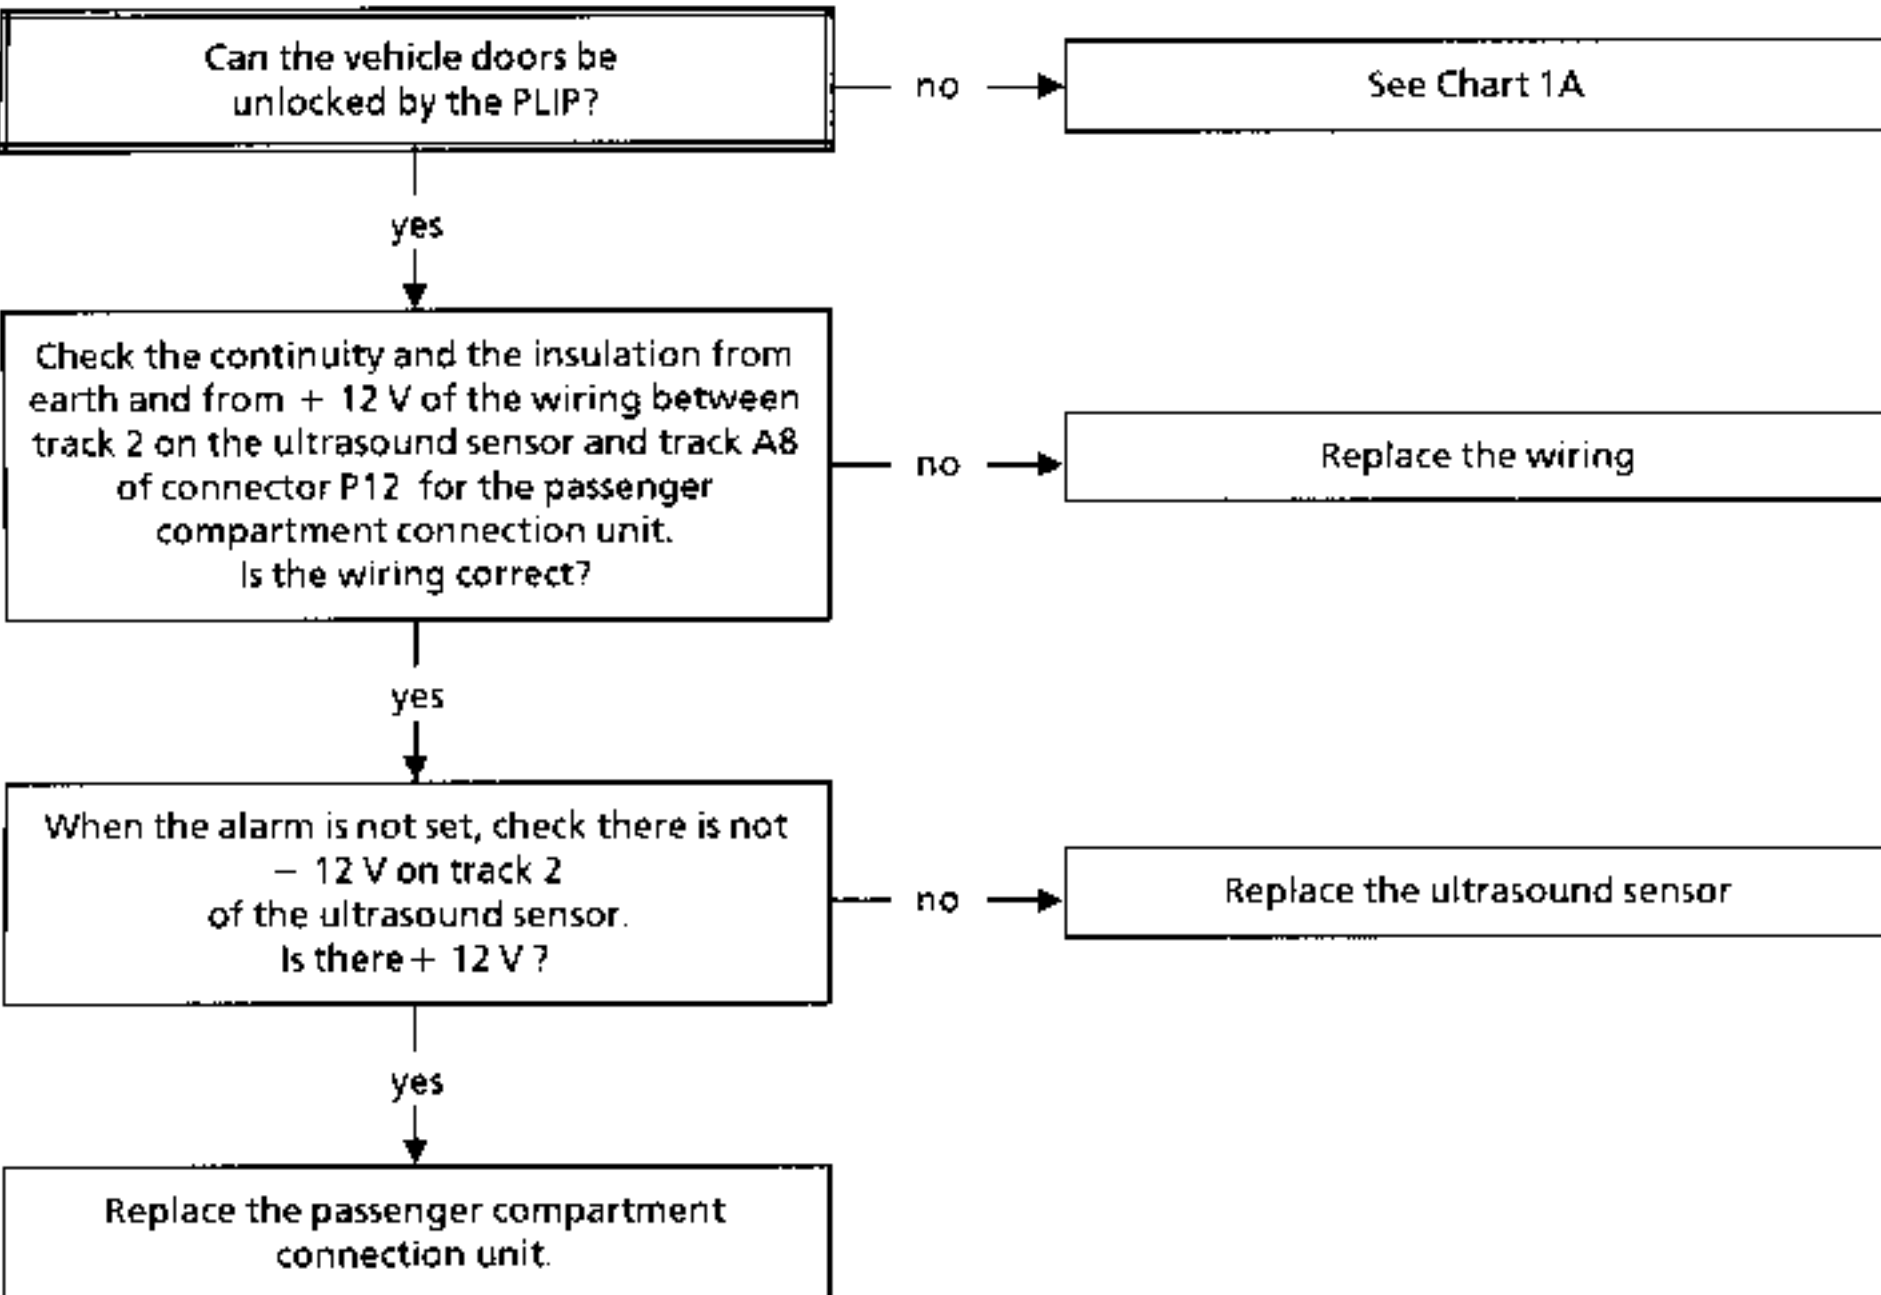 Can the vehicle doors be
unlocked by the PLIP?
no
See Chart 1A
yes
Check the continuity and the insulation from
earth and from + 12 V of the wiring between
track 2 on the ultrasound sensor and track A8
of connector P12 for the passenger
compartment connection unit.
Is the wiring correct?
no
Replace the wiring
yes
When the alarm is not set, check there is not
− 12 V on track 2
of the ultrasound sensor.
Is there + 12 V ?
no
Replace the ultrasound sensor
yes
Replace the passenger compartment
connection unit.